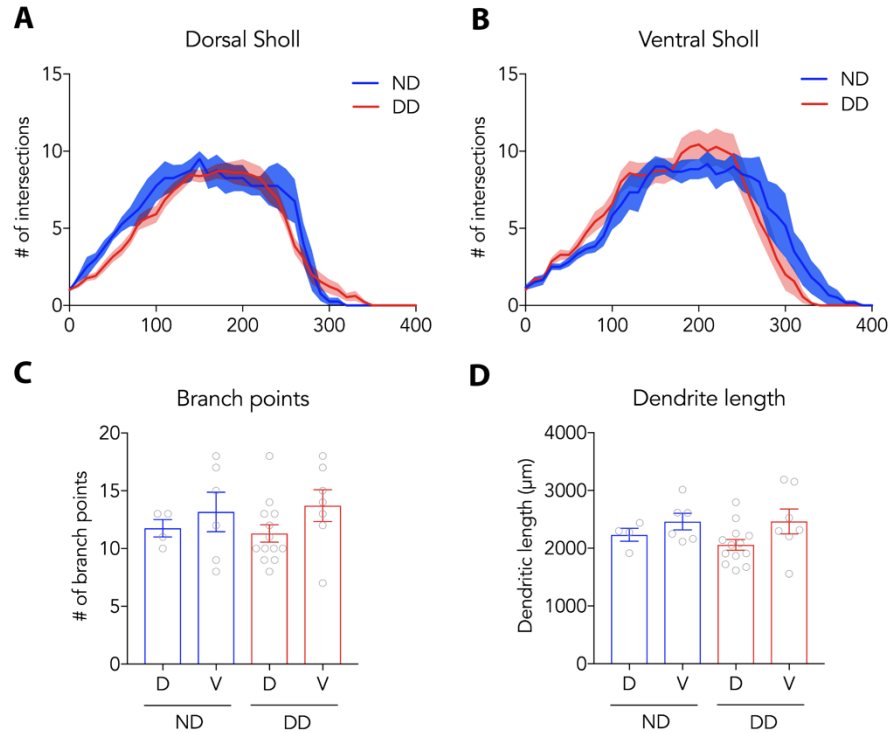 A
Dorsal Sholl
ND
DD
# of intersections
15
10
5
0
0 100 200 300 400
B
Ventral Sholl
ND
DD
# of intersections
15
10
5
0
0 100 200 300 400
C
Branch points
# of branch points
20
15
10
5
0
D V D V
ND DD
D
Dendrite length
Dendritic length (µm)
4000
3000
2000
1000
0
D V D V
ND DD